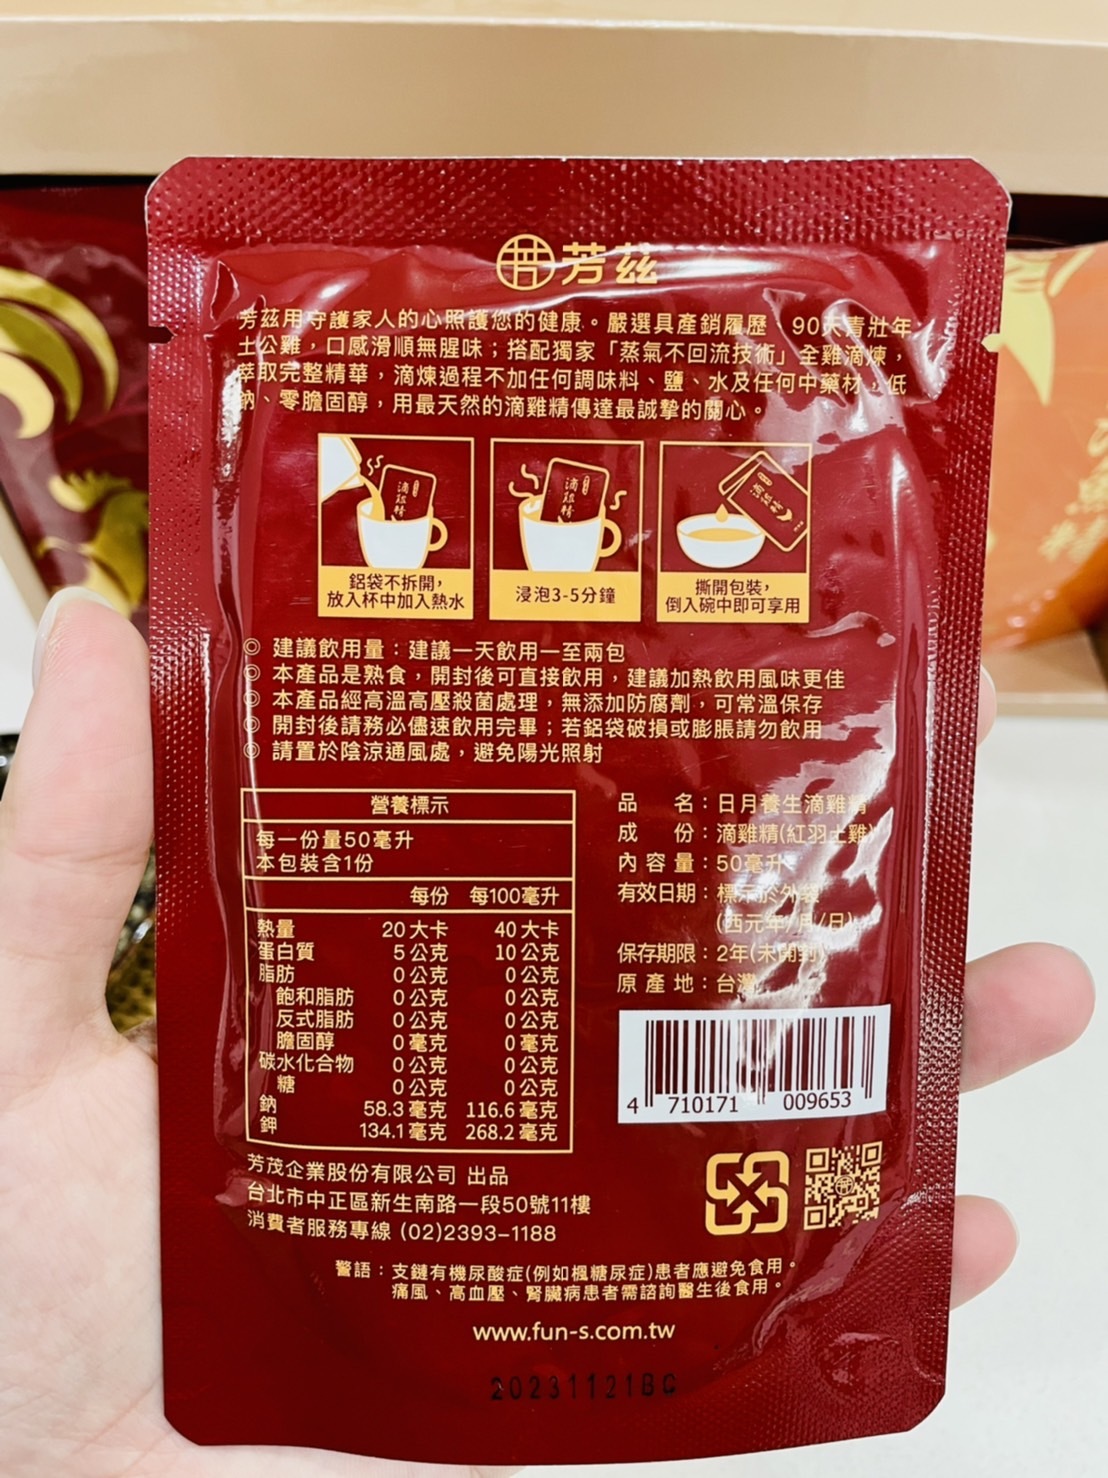 芳茲
芳茲用守護家人的心照護您的健康。嚴選具產銷履歷、90天青壯年
土公雞，口感滑順無腥味；搭配獨家「蒸氣不回流技術」全雞滴煉，
萃取完整精華，滴煉過程不加任何調味料、鹽、水及任何中藥材，低
鈉、零膽固醇，用最天然的滴雞精傳達最誠摯的關心。
滴雞精
滴雞精
滴雞精
鋁袋不拆開，
放入杯中加入熱水
浸泡3-5分鐘
撕開包裝，
倒入碗中即可享用
◎ 建議飲用量：建議一天飲用一至兩包
◎ 本產品是熟食，開封後可直接飲用，建議加熱飲用風味更佳
◎ 本產品經高溫高壓殺菌處理，無添加防腐劑，可常溫保存
◎ 開封後請務必儘速飲用完畢；若鋁袋破損或膨脹請勿飲用
◎ 請置於陰涼通風處，避免陽光照射
營養標示
每一份量50毫升
本包裝含1份
每份 每100毫升
熱量 20大卡 40大卡
蛋白質 5公克 10公克
脂肪 0公克 0公克
飽和脂肪 0公克 0公克
反式脂肪 0公克 0公克
膽固醇 0毫克 0毫克
碳水化合物 0公克 0公克
糖 0公克 0公克
鈉 58.3毫克 116.6毫克
鉀 134.1毫克 268.2毫克
品名：日月養生滴雞精
成份：滴雞精(紅羽土雞)
內容量：50毫升
有效日期：標示於外袋
(西元年/月/日)
保存期限：2年(未開封)
原產地：台灣
4 710171 009653
芳茂企業股份有限公司 出品
台北市中正區新生南路一段50號11樓
消費者服務專線 (02)2393-1188
警語：支鏈有機尿酸症(例如楓糖尿症)患者應避免食用。
痛風、高血壓、腎臟病患者需諮詢醫生後食用。
www.fun-s.com.tw
20231121BC